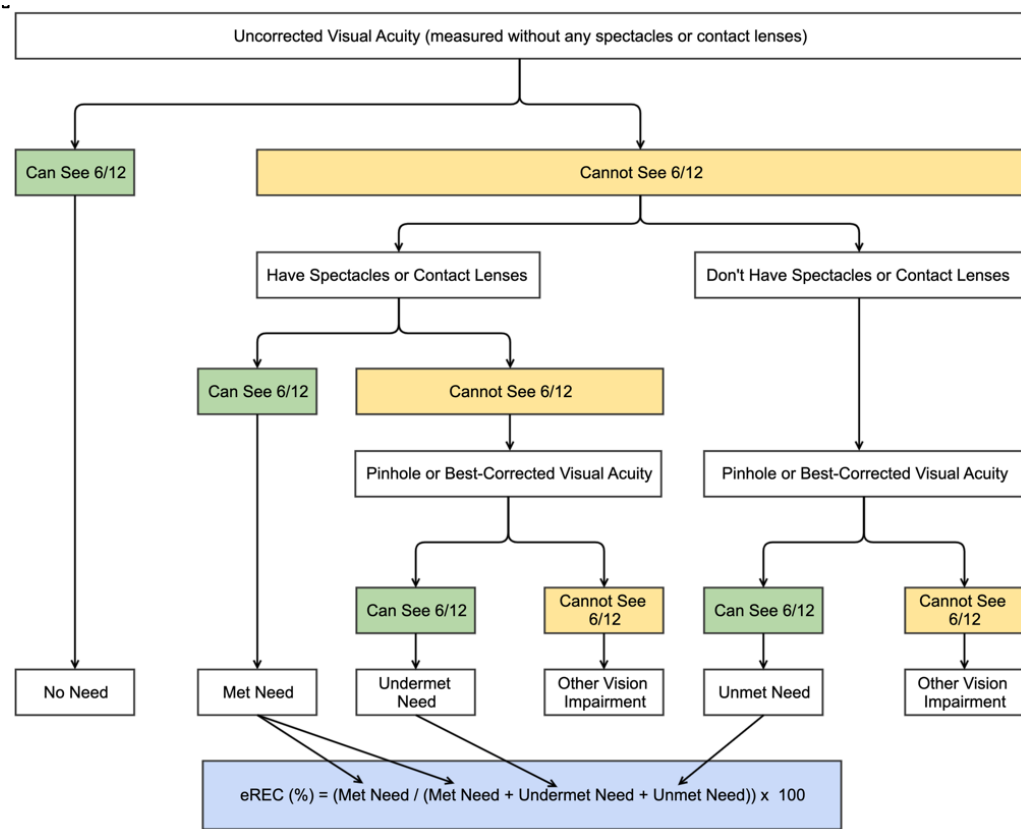 Uncorrected Visual Acuity (measured without any spectacles or contact lenses)
Can See 6/12
Cannot See 6/12
Have Spectacles or Contact Lenses
Don't Have Spectacles or Contact Lenses
Can See 6/12
Cannot See 6/12
Pinhole or Best-Corrected Visual Acuity
Pinhole or Best-Corrected Visual Acuity
Can See 6/12
Cannot See
6/12
Can See 6/12
Cannot See
6/12
No Need
Met Need
Undermet
Need
Other Vision
Impairment
Unmet Need
Other Vision
Impairment
eREC (%) = (Met Need / (Met Need + Undermet Need + Unmet Need)) x 100